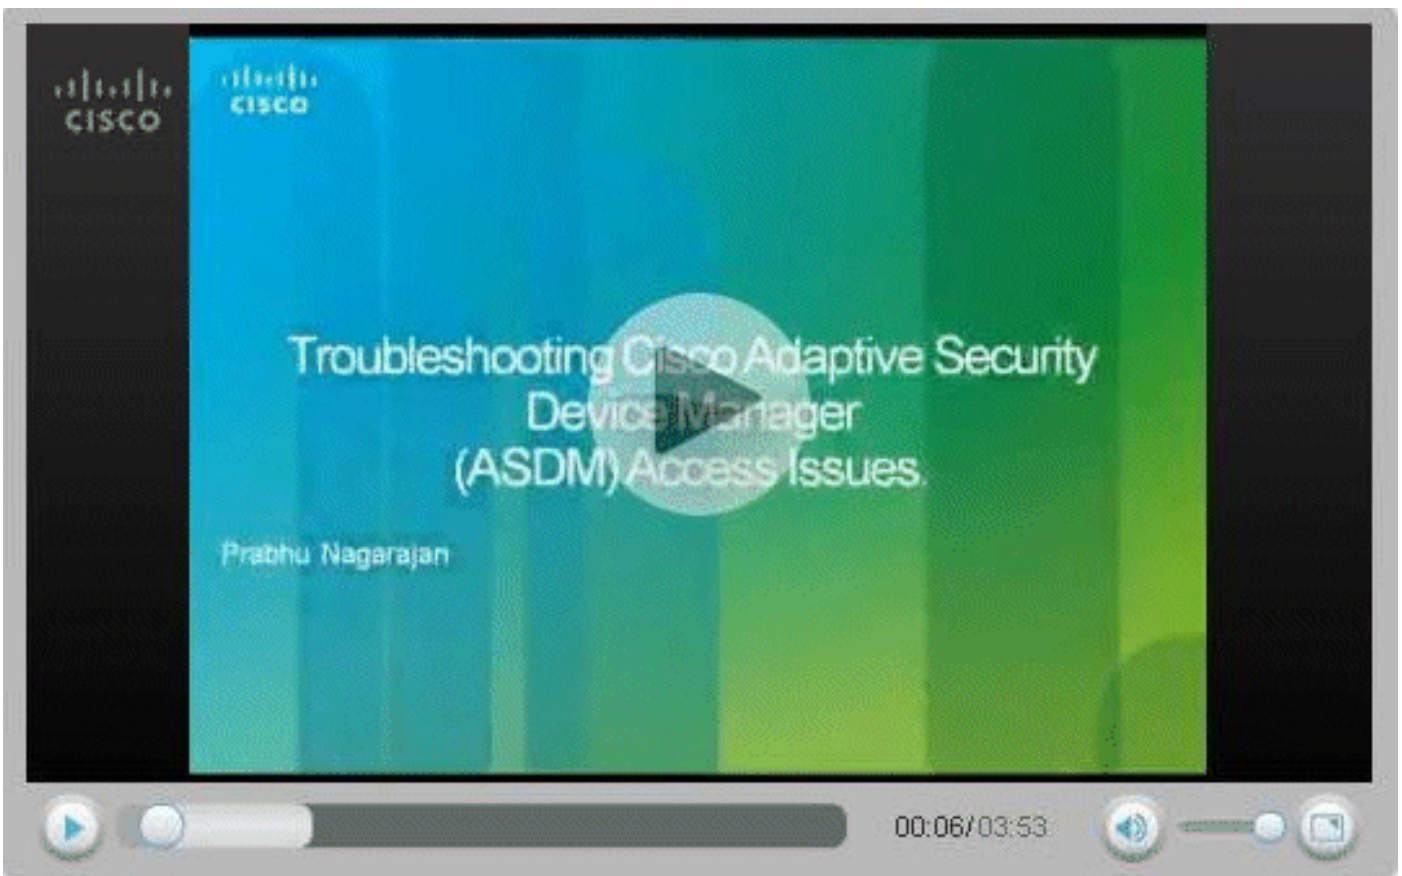 CISCO
CISCO
Troubleshooting Cisco Adaptive Security
Device Manager
(ASDM) Access Issues.
Prabhu Nagarajan
00:06/03:53